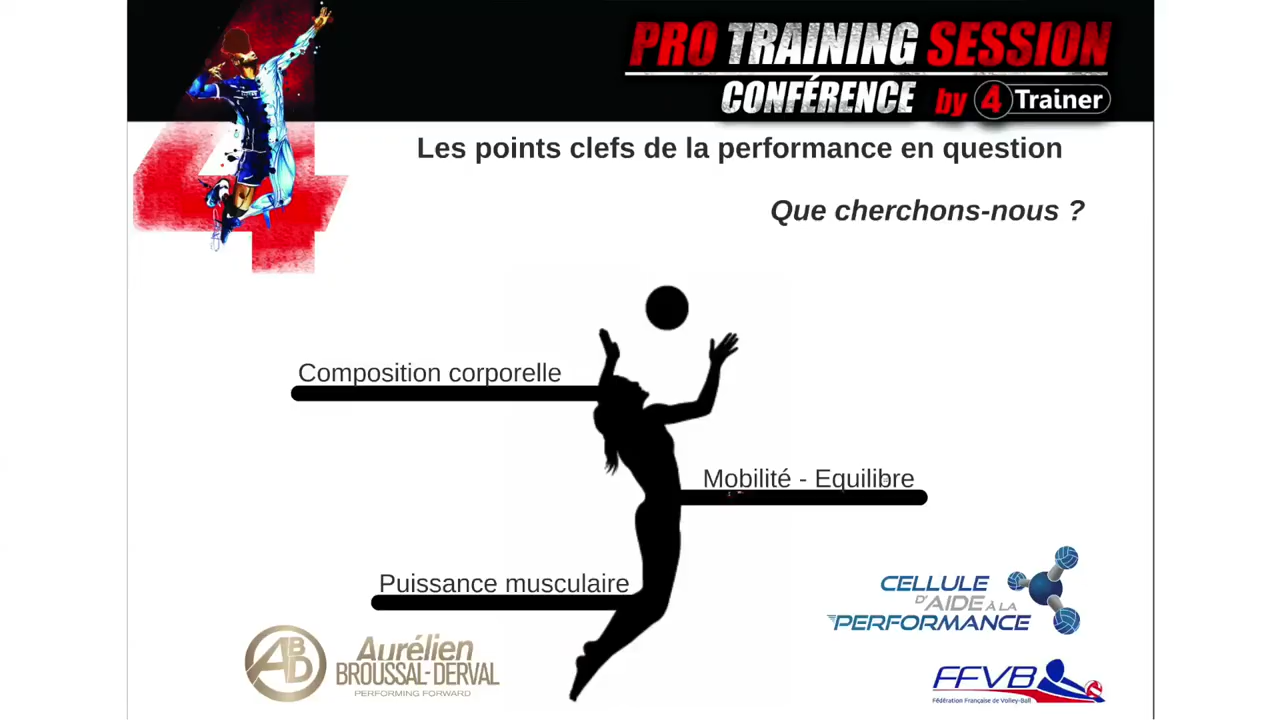 PRO TRAINING SESSION
CONFÉRENCE by 4 Trainer
Les points clefs de la performance en question
Que cherchons-nous ?
Composition corporelle
Mobilité - Equilibre
Puissance musculaire
CELLULE
D'AIDE À LA
PERFORMANCE
ABD
Aurélien
BROUSSAL-DERVAL
PERFORMING FORWARD
FFVB
Fédération Française de Volley-Ball